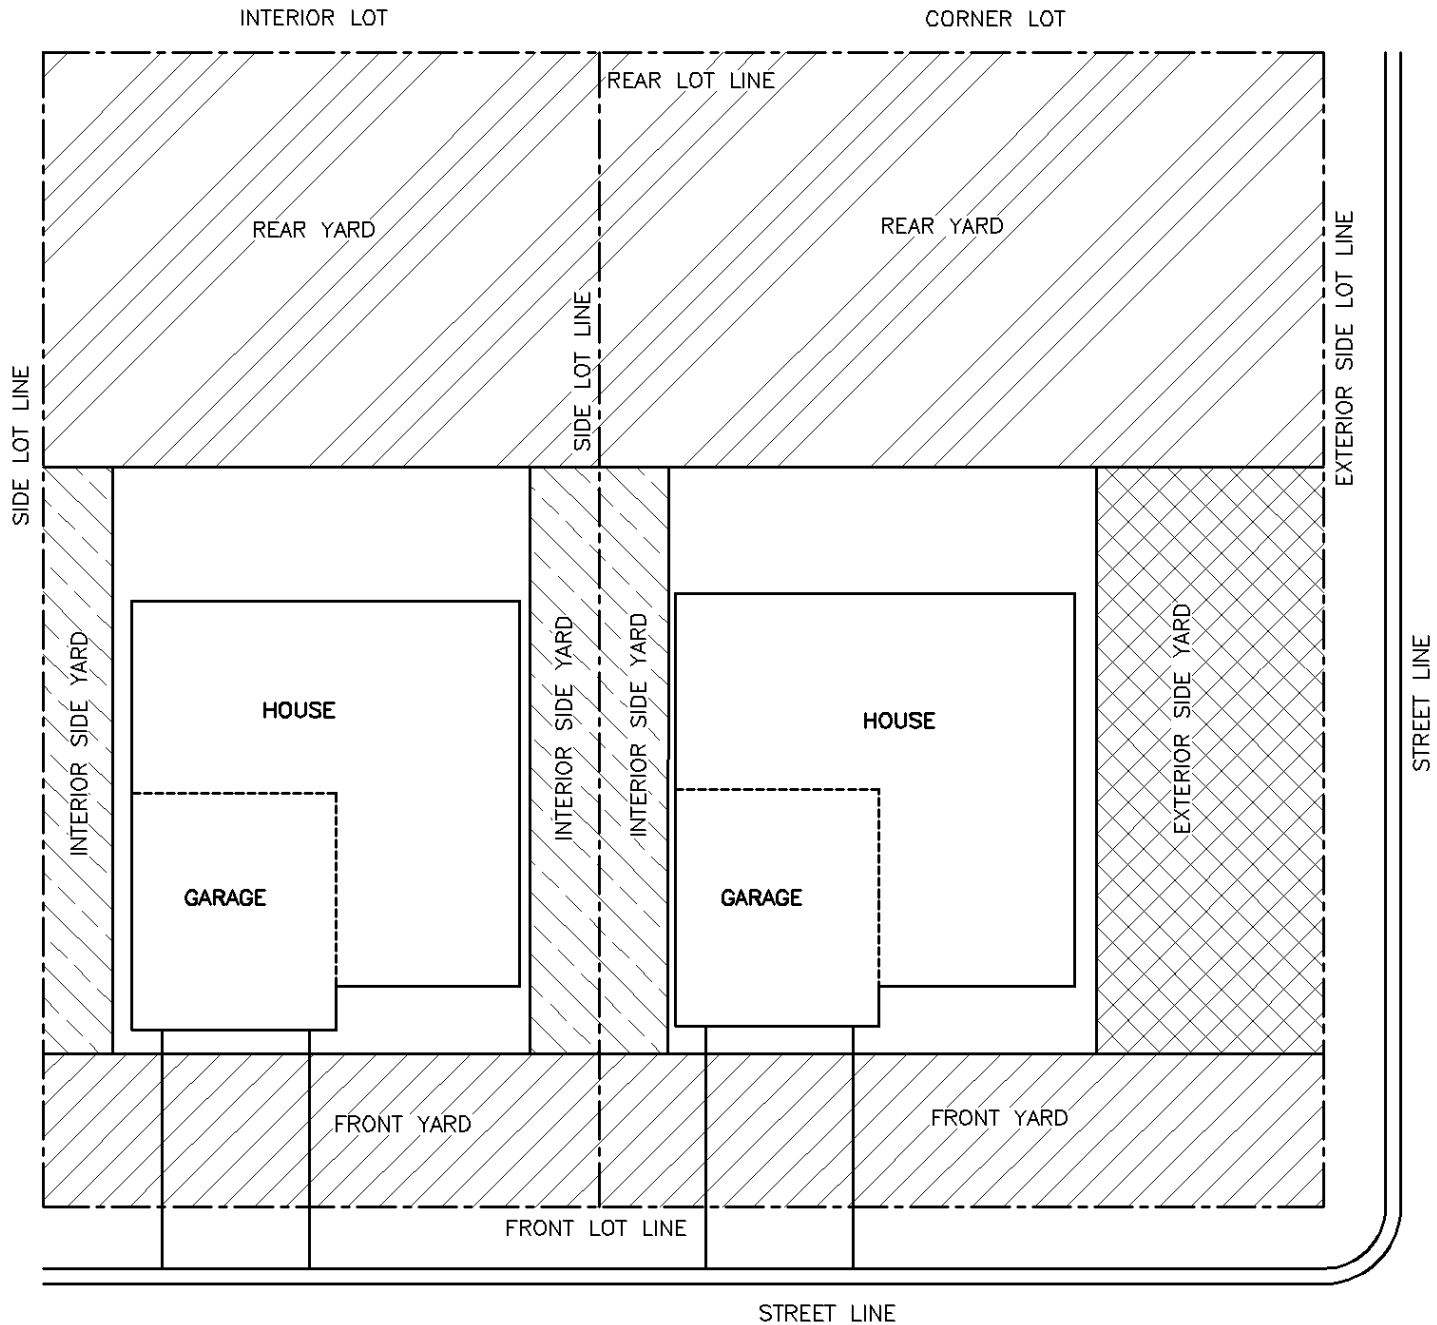 INTERIOR LOT
CORNER LOT
REAR LOT LINE
REAR YARD
REAR YARD
SIDE LOT LINE
SIDE LOT LINE
EXTERIOR SIDE LOT LINE
INTERIOR SIDE YARD
HOUSE
INTERIOR SIDE YARD
INTERIOR SIDE YARD
HOUSE
EXTERIOR SIDE YARD
STREET LINE
GARAGE
GARAGE
FRONT YARD
FRONT YARD
FRONT LOT LINE
STREET LINE